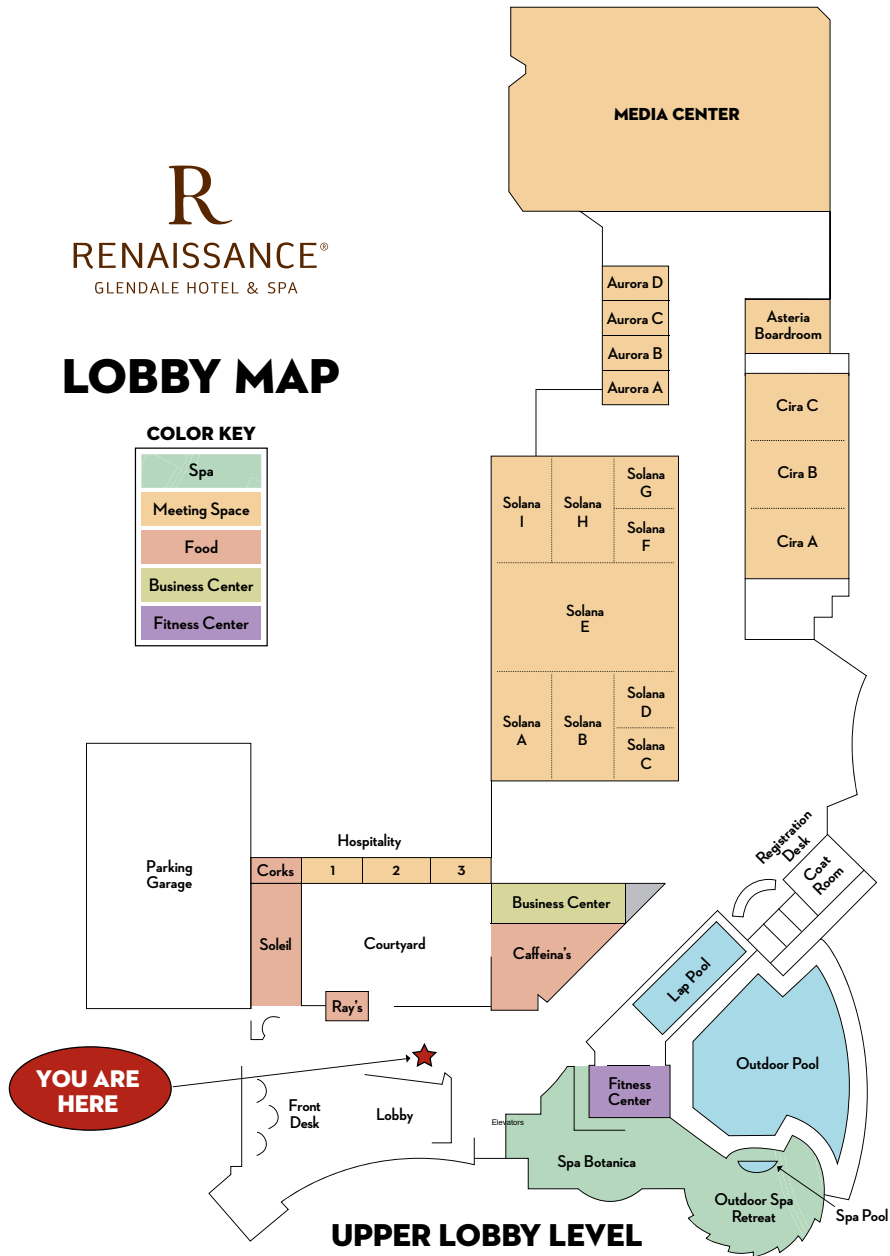 MEDIA CENTER
R
RENAISSANCE®
GLENDALE HOTEL & SPA
LOBBY MAP
COLOR KEY
Spa
Meeting Space
Food
Business Center
Fitness Center
Aurora D
Aurora C
Aurora B
Aurora A
Asteria
Boardroom
Cira C
Cira B
Cira A
Solana
I
Solana
H
Solana
G
Solana
F
Solana
E
Solana
A
Solana
B
Solana
D
Solana
C
Hospitality
Parking
Garage
Corks
1
2
3
Soleil
Courtyard
Ray's
Business Center
Caffeina's
Registration
Desk
Coat
Room
Lap Pool
Outdoor Pool
YOU ARE
HERE
Front
Desk
Lobby
Elevators
Fitness
Center
Spa Botanica
Outdoor Spa
Retreat
Spa Pool
UPPER LOBBY LEVEL